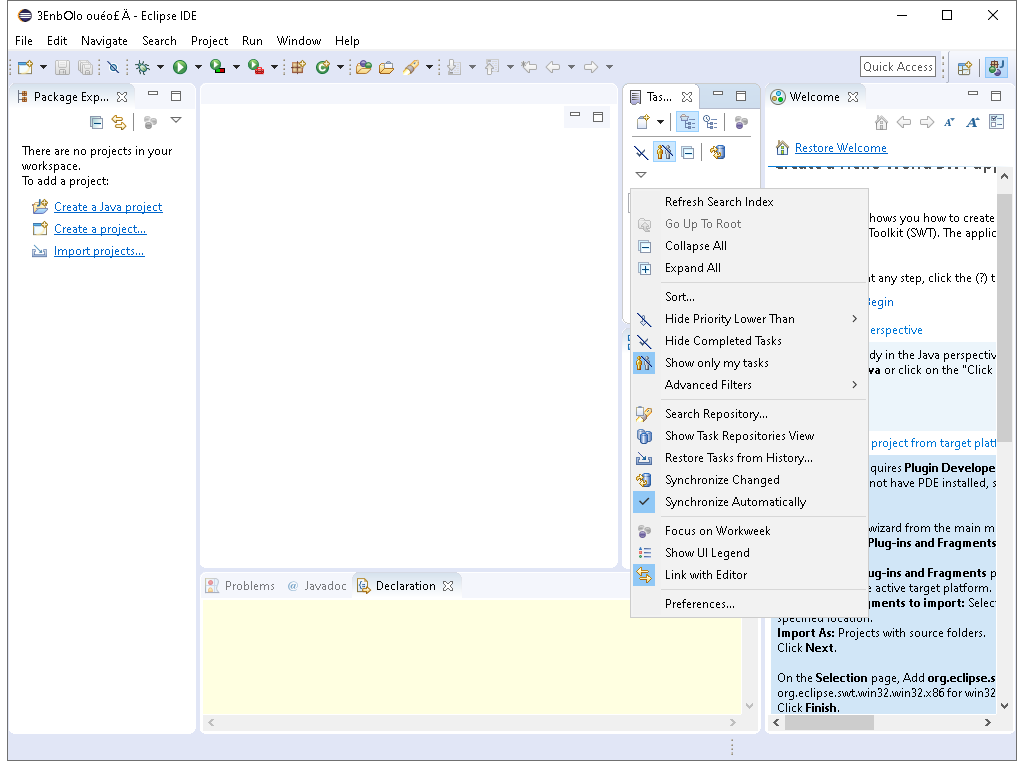 3EnbOlo ouéo£Ä - Eclipse IDE
File Edit Navigate Search Project Run Window Help
Quick Access
Package Exp...
There are no projects in your
workspace.
To add a project:
Create a Java project
Create a project...
Import projects...
Tas...
Welcome
Restore Welcome
Refresh Search Index
Go Up To Root
Collapse All
Expand All
Sort...
Hide Priority Lower Than
Hide Completed Tasks
Show only my tasks
Advanced Filters
Search Repository...
Show Task Repositories View
Restore Tasks from History...
Synchronize Changed
Synchronize Automatically
Focus on Workweek
Show UI Legend
Link with Editor
Preferences...
hows you how to create
Toolkit (SWT). The applic
t any step, click the (?) t
Begin
erspective
dy in the Java perspectiv
va or click on the "Click
project from target platf
quires Plugin Develope
not have PDE installed, s
wizard from the main m
Plug-ins and Fragments
ug-ins and Fragments p
e active target platform.
gments to import: Selec
specified location.
Import As: Projects with source folders.
Click Next.
On the Selection page, Add org.eclipse.s
org.eclipse.swt.win32.win32.x86 for win32
Click Finish.
Problems @ Javadoc Declaration